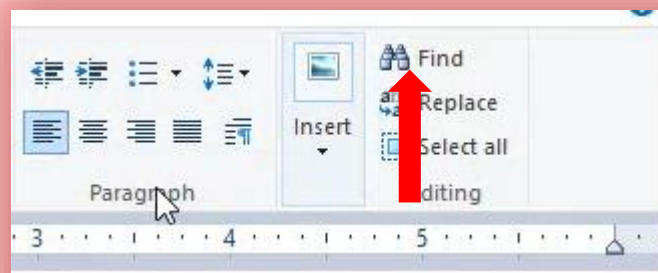 Find
Replace
Insert
Select all
Paragraph
diting
3 4 5